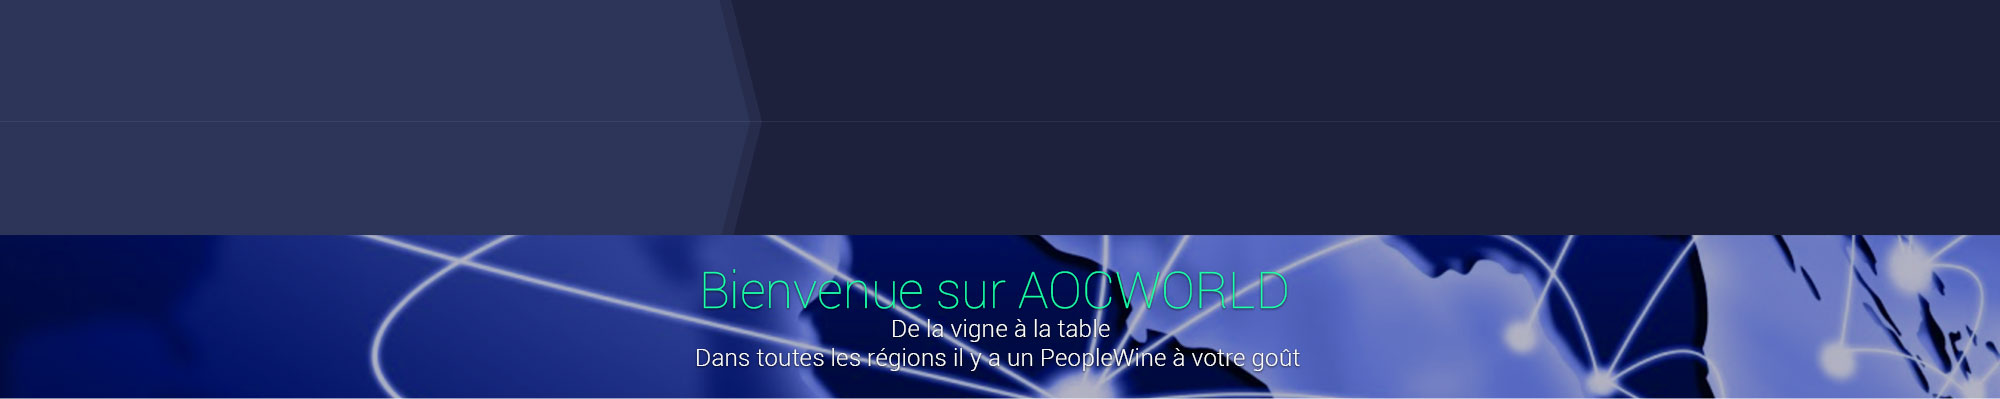 Bienvenue sur AOCWORLD
De la vigne à la table
Dans toutes les régions il y a un PeopleWine à votre goût